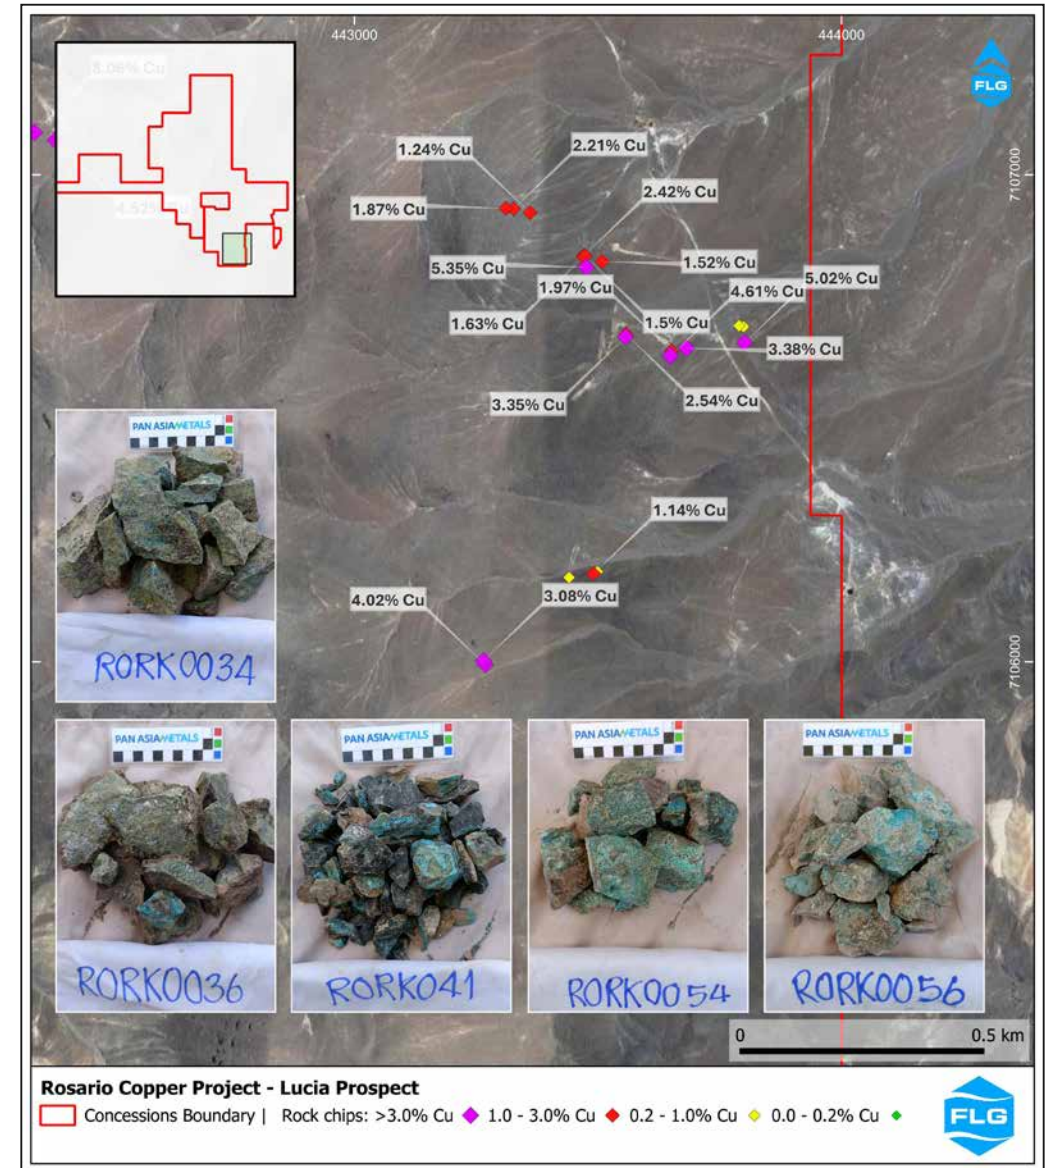 443000
444000
FLG
7107000
8.06% Cu
4.52% Cu
1.24% Cu
2.21% Cu
2.42% Cu
1.87% Cu
5.35% Cu
1.52% Cu
5.02% Cu
1.97% Cu
4.61% Cu
1.63% Cu
1.5% Cu
3.38% Cu
3.35% Cu
2.54% Cu
1.14% Cu
4.02% Cu
3.08% Cu
7106000
PAN ASIA METALS
RORK0034
PAN ASIA METALS
RORK0036
PAN ASIA METALS
RORK041
PAN ASIA METALS
RORK0054
PAN ASIA METALS
RORK0056
0 0.5 km
Rosario Copper Project - Lucia Prospect
Concessions Boundary | Rock chips: >3.0% Cu 1.0 - 3.0% Cu 0.2 - 1.0% Cu 0.0 - 0.2% Cu
FLG